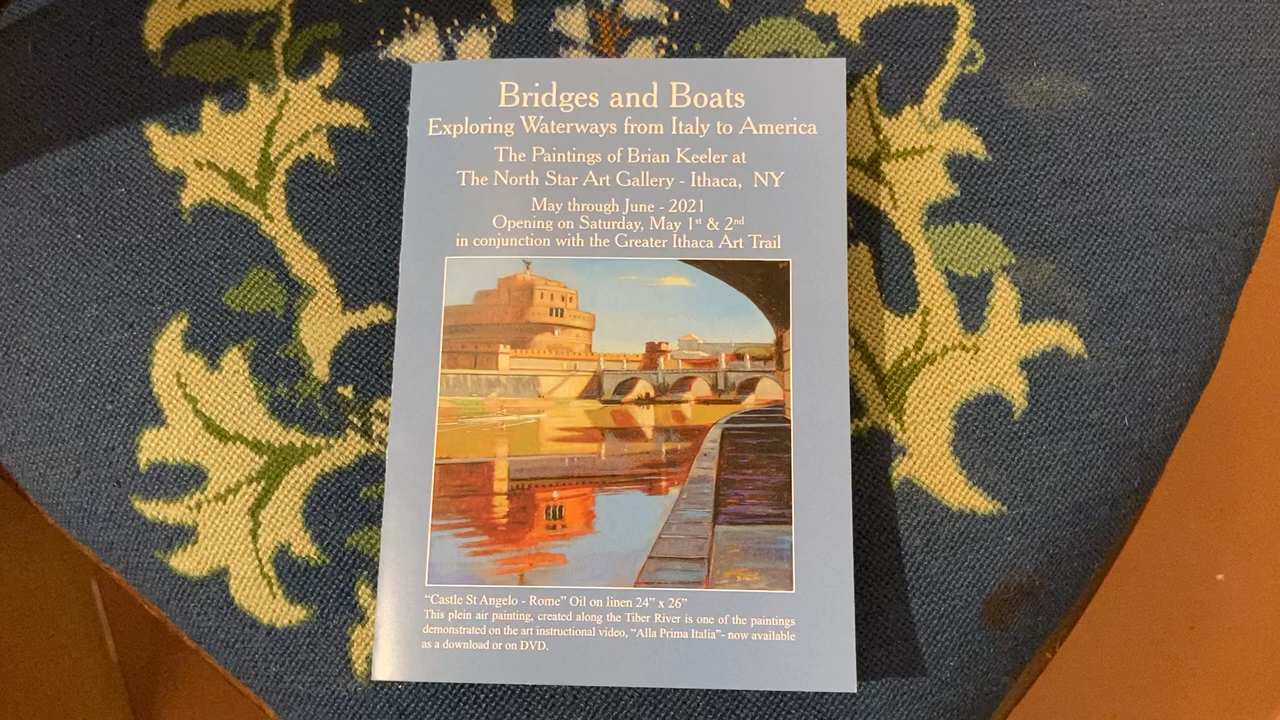 Bridges and Boats
Exploring Waterways from Italy to America
The Paintings of Brian Keeler at
The North Star Art Gallery - Ithaca, NY
May through June - 2021
Opening on Saturday, May 1st & 2nd
in conjunction with the Greater Ithaca Art Trail
“Castle St Angelo - Rome” Oil on linen 24” x 26”
This plein air painting, created along the Tiber River is one of the paintings
demonstrated on the art instructional video, “Alla Prima Italia”- now available
as a download or on DVD.